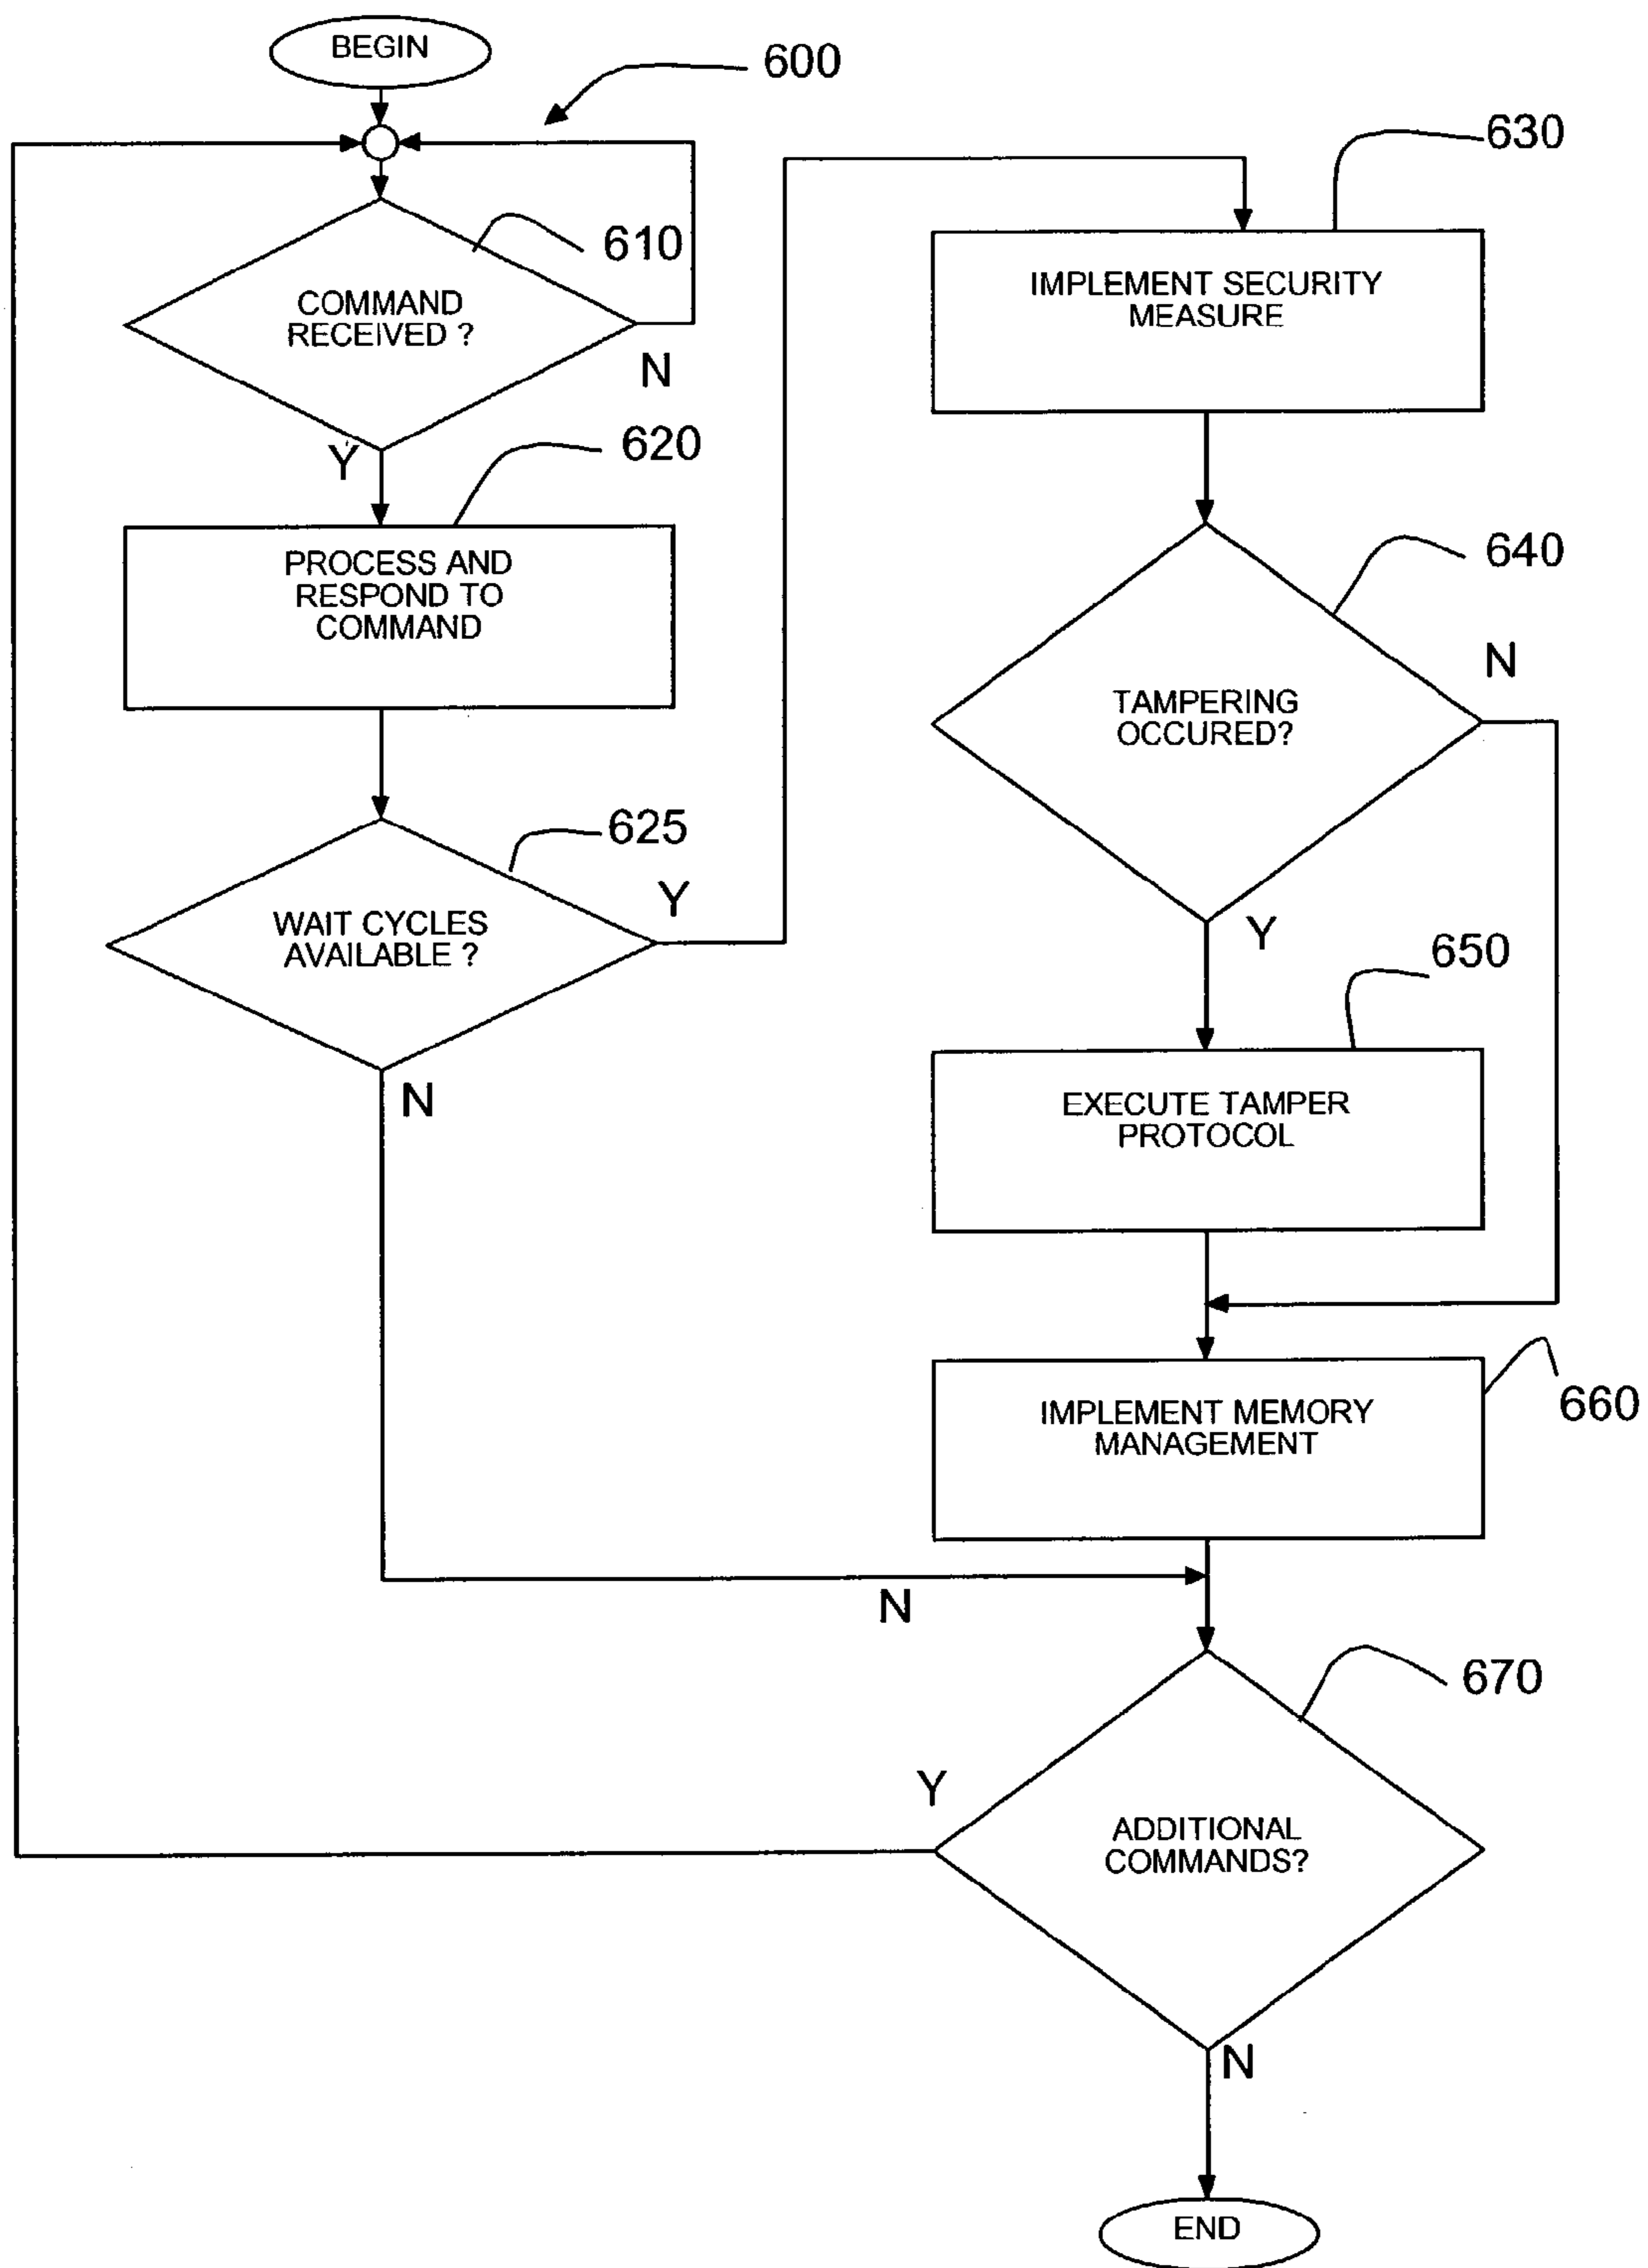 BEGIN
600
610
COMMAND
RECEIVED ?
N
Y
620
PROCESS AND
RESPOND TO
COMMAND
625
WAIT CYCLES
AVAILABLE ?
Y
N
630
IMPLEMENT SECURITY
MEASURE
640
N
TAMPERING
OCCURED?
Y
650
EXECUTE TAMPER
PROTOCOL
660
IMPLEMENT MEMORY
MANAGEMENT
N
670
Y
ADDITIONAL
COMMANDS?
N
END